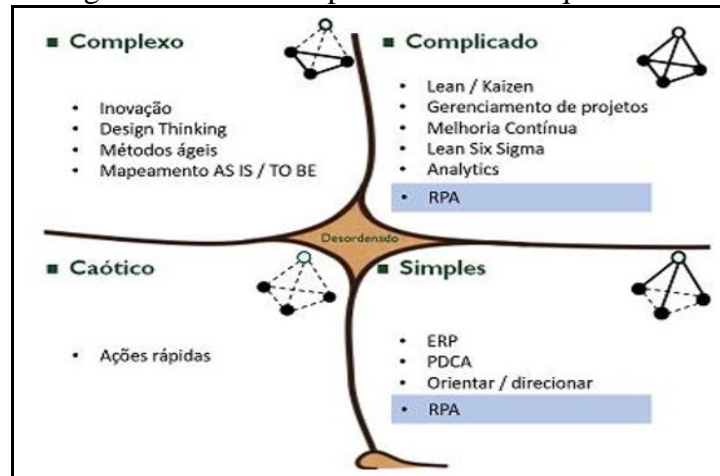 Complexo
• Inovação
• Design Thinking
• Métodos ágeis
• Mapeamento AS IS / TO BE
Complicado
• Lean / Kaizen
• Gerenciamento de projetos
• Melhoria Contínua
• Lean Six Sigma
• Analytics
• RPA
Desordenado
Caótico
• Ações rápidas
Simples
• ERP
• PDCA
• Orientar / direcionar
• RPA